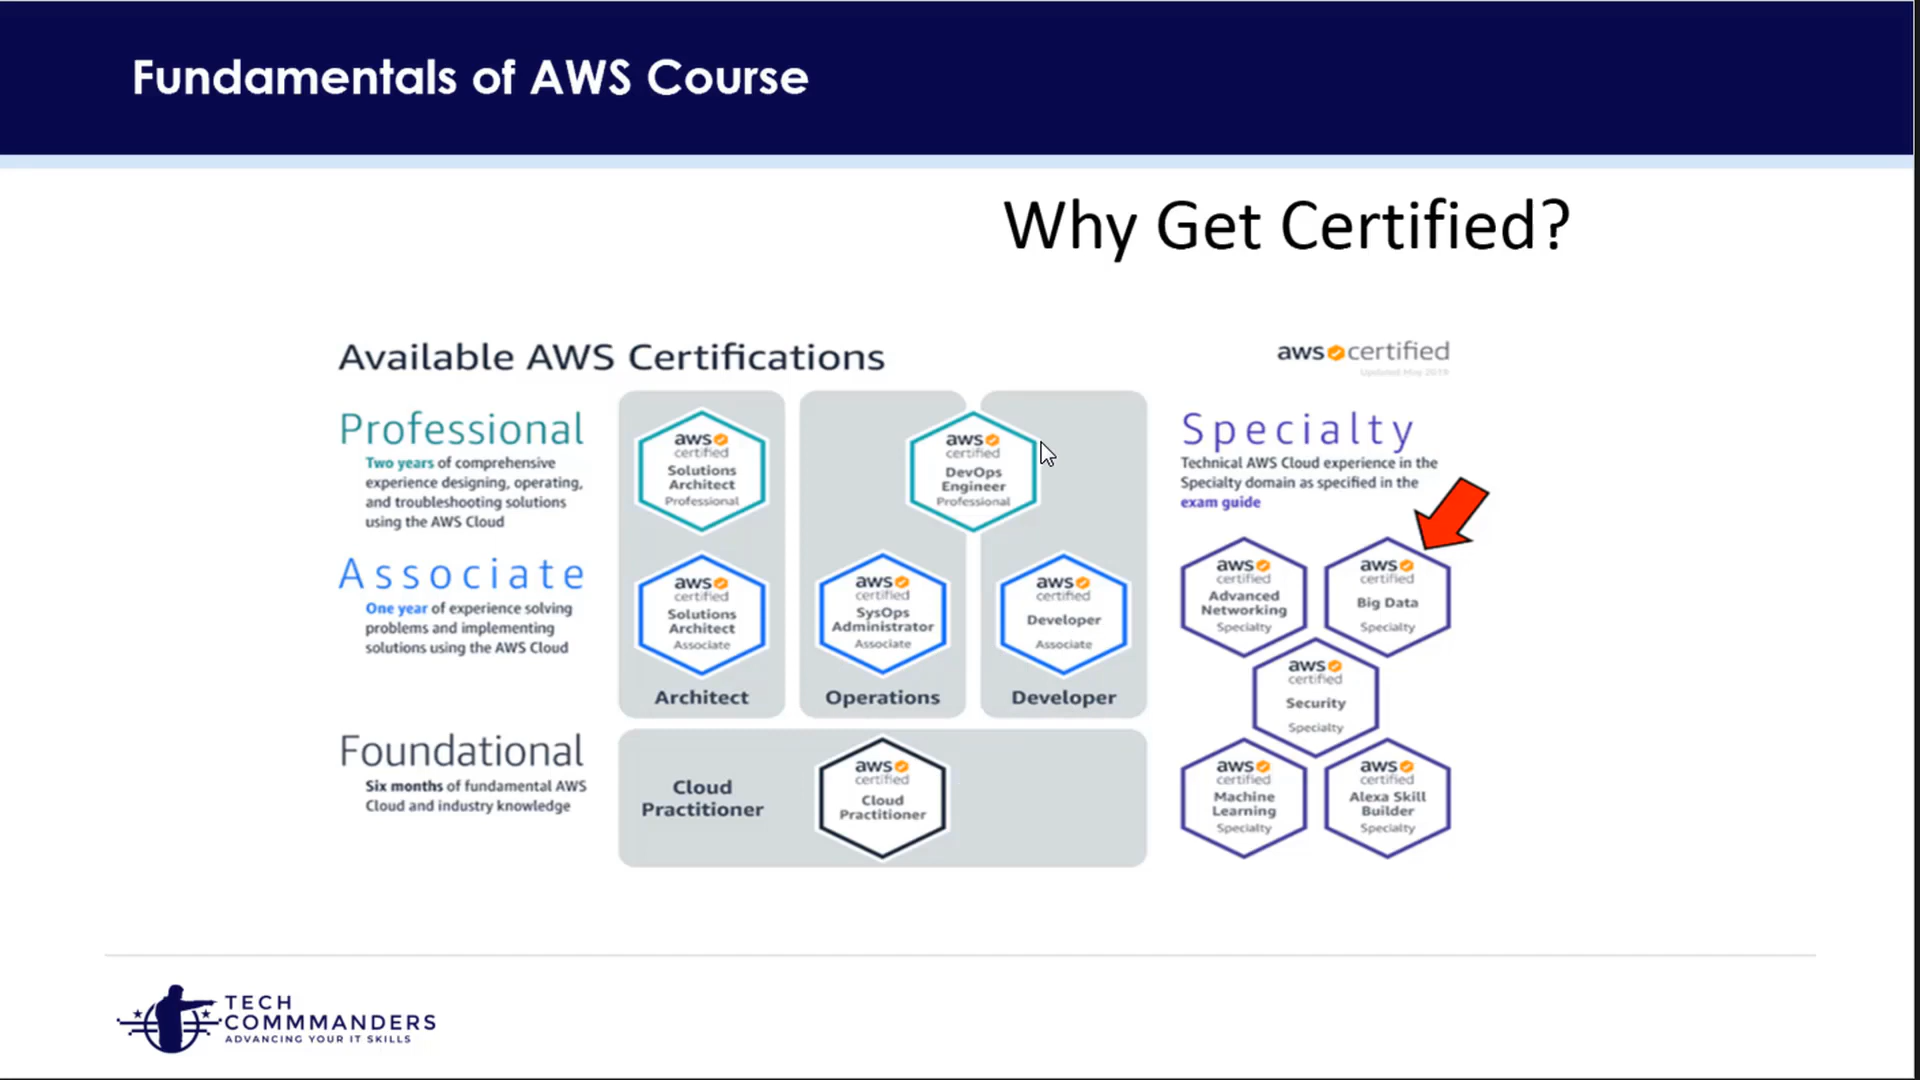 Fundamentals of AWS Course
Why Get Certified?
Available AWS Certifications
aws certified
Updated May 2019
Professional
Two years of comprehensive
experience designing, operating,
and troubleshooting solutions
using the AWS Cloud
aws
certified
Solutions
Architect
Professional
aws
certified
DevOps
Engineer
Professional
Specialty
Technical AWS Cloud experience in the
Specialty domain as specified in the
exam guide
Associate
One year of experience solving
problems and implementing
solutions using the AWS Cloud
aws
certified
Solutions
Architect
Associate
Architect
aws
certified
SysOps
Administrator
Associate
Operations
aws
certified
Developer
Associate
Developer
aws
certified
Advanced
Networking
Specialty
aws
certified
Big Data
Specialty
aws
certified
Security
Specialty
Foundational
Six months of fundamental AWS
Cloud and industry knowledge
Cloud
Practitioner
aws
certified
Cloud
Practitioner
aws
certified
Machine
Learning
Specialty
aws
certified
Alexa Skill
Builder
Specialty
TECH
COMMMANDERS
ADVANCING YOUR IT SKILLS